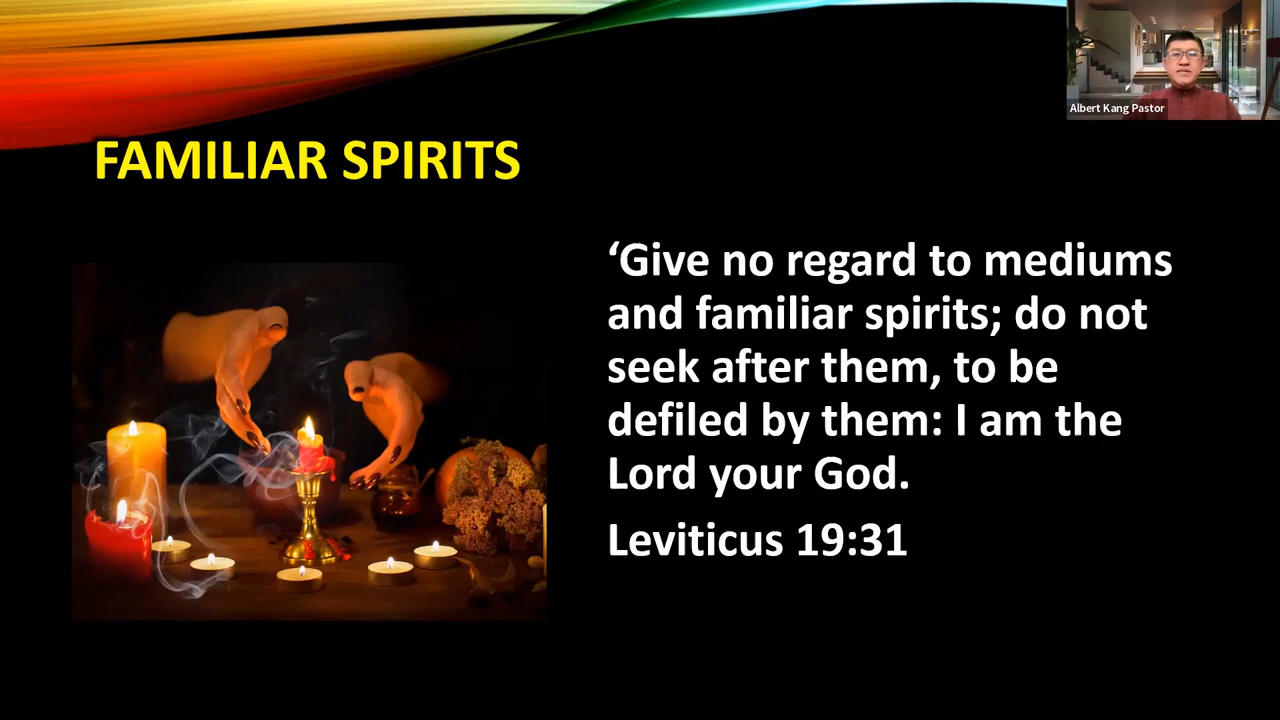 Albert Kang Pastor
FAMILIAR SPIRITS
‘Give no regard to mediums
and familiar spirits; do not
seek after them, to be
defiled by them: I am the
Lord your God.
Leviticus 19:31